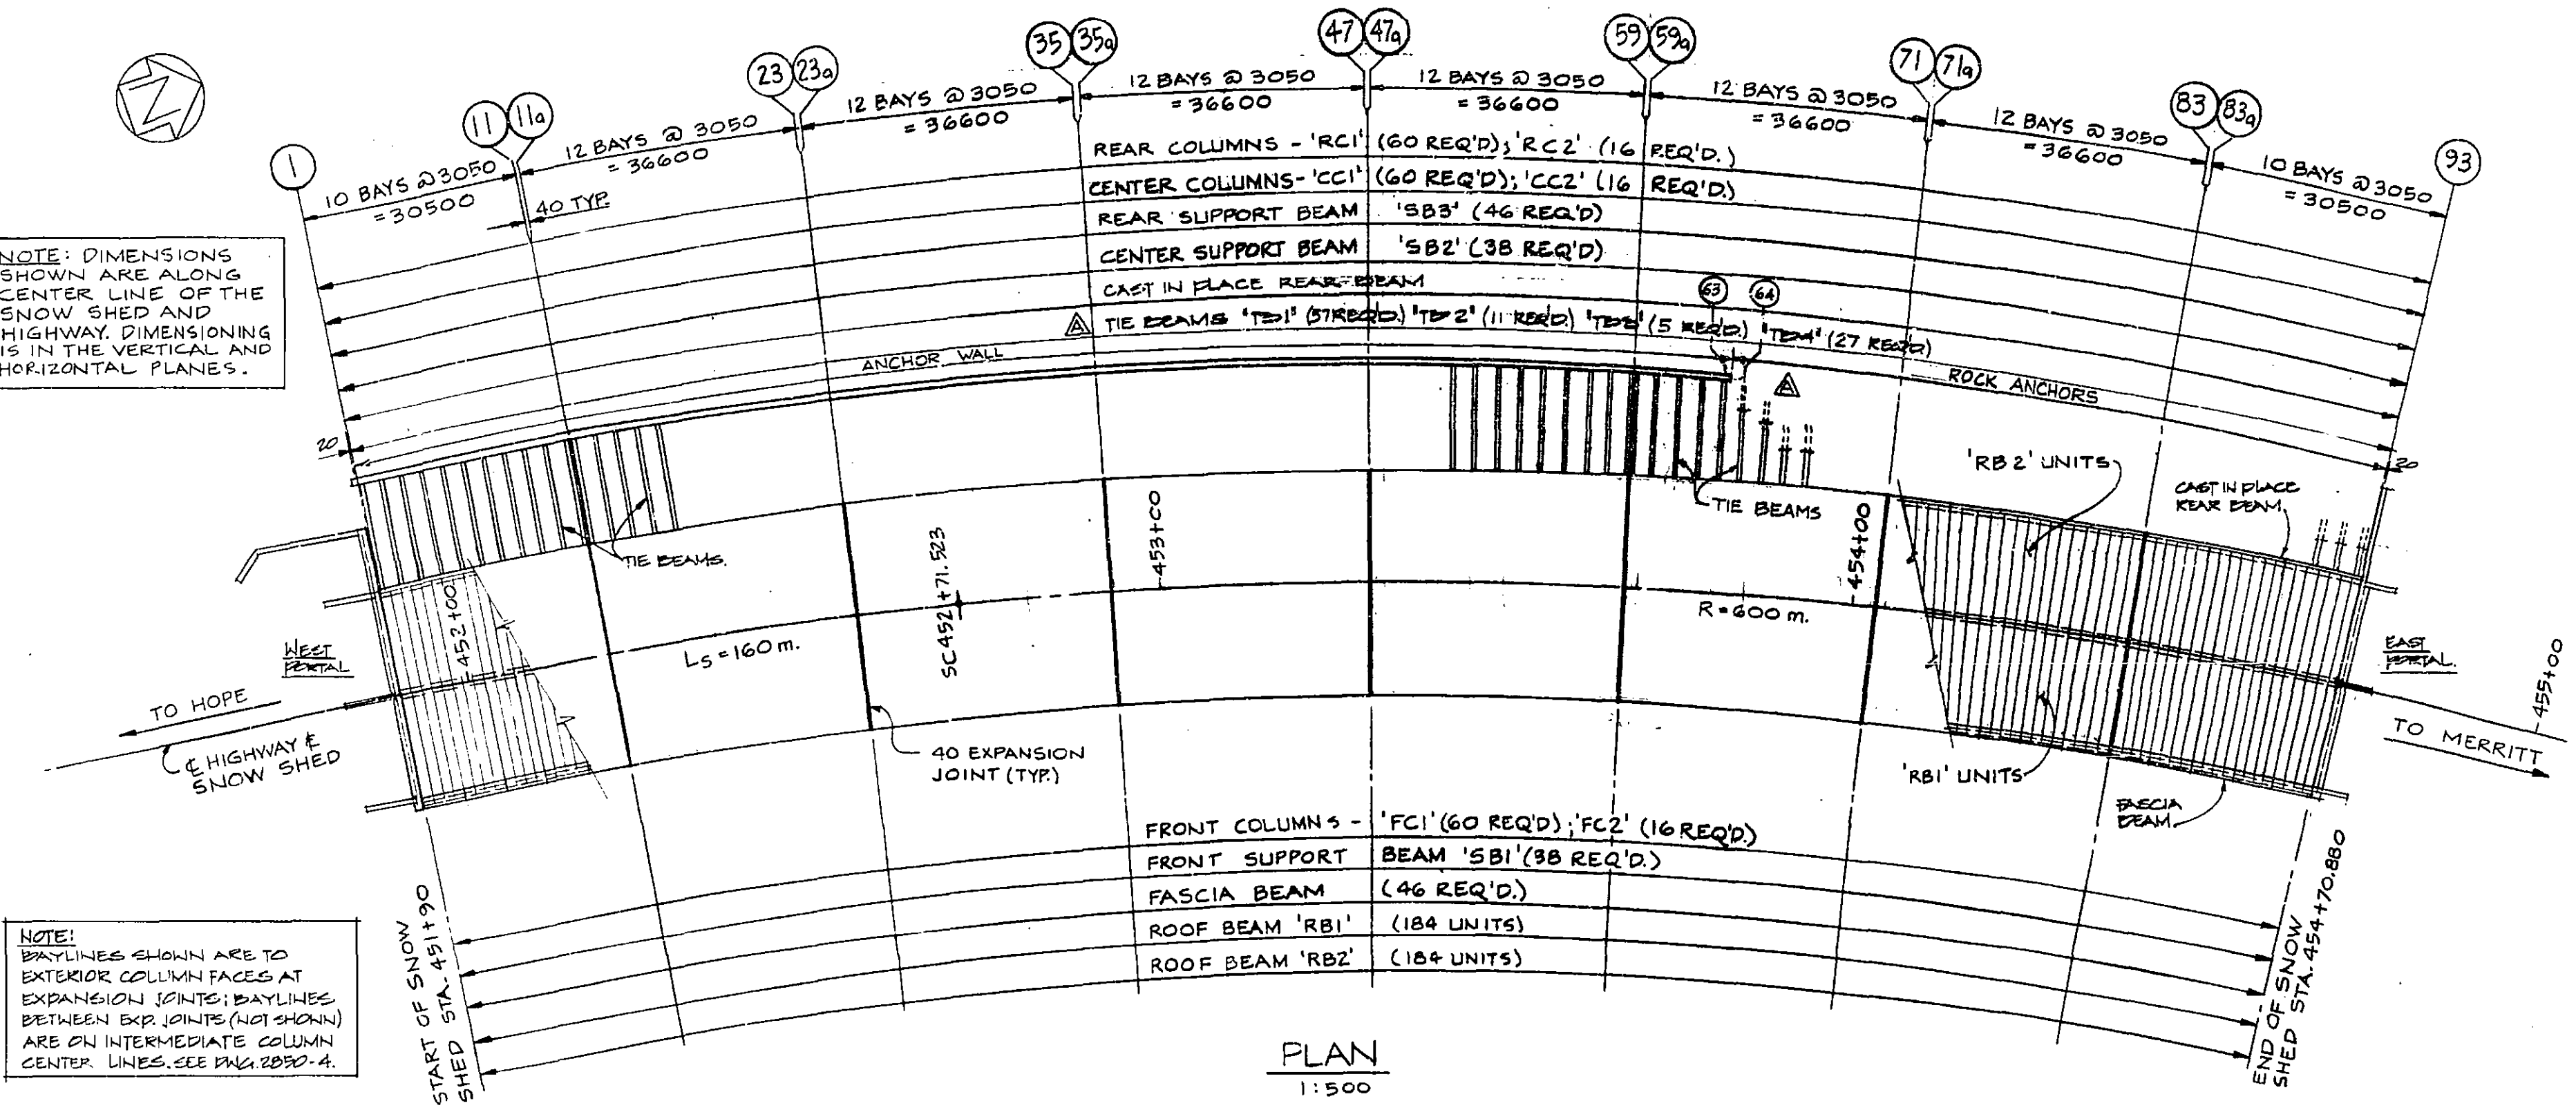 N
1
11
11a
23
23a
35
35a
47
47a
59
59a
71
71a
83
83a
93
10 BAYS @ 3050
= 30500
12 BAYS @ 3050
= 36600
12 BAYS @ 3050
= 36600
12 BAYS @ 3050
= 36600
12 BAYS @ 3050
= 36600
12 BAYS @ 3050
= 36600
12 BAYS @ 3050
= 36600
10 BAYS @ 3050
= 30500
40 TYP.
NOTE: DIMENSIONS
SHOWN ARE ALONG
CENTER LINE OF THE
SNOW SHED AND
HIGHWAY. DIMENSIONING
IS IN THE VERTICAL AND
HORIZONTAL PLANES.
REAR COLUMNS - 'RC1' (60 REQ'D); 'RC2' (16 REQ'D.)
CENTER COLUMNS- 'CC1' (60 REQ'D); 'CC2' (16 REQ'D.)
REAR SUPPORT BEAM 'SB3' (46 REQ'D)
CENTER SUPPORT BEAM 'SB2' (38 REQ'D)
CAST IN PLACE REAR BEAM
63
64
A TIE BEAMS 'TB1' (57 REQ'D.) 'TB2' (11 REQ'D.) 'TB3' (5 REQ'D.) 'TB4' (27 REQ'D)
ANCHOR WALL
A
ROCK ANCHORS
20
20
'RB 2' UNITS
CAST IN PLACE
REAR BEAM.
TIE BEAMS.
TIE BEAMS
452+00
SC 452+71.523
453+00
454+00
455+00
LS = 160 m.
R = 600 m.
WEST
PORTAL
EAST
PORTAL.
TO HOPE
℄ HIGHWAY &
SNOW SHED
40 EXPANSION
JOINT (TYP.)
'RB1' UNITS
FASCIA
BEAM
TO MERRITT
FRONT COLUMNS - 'FC1' (60 REQ'D); 'FC2' (16 REQ'D.)
FRONT SUPPORT BEAM 'SB1' (38 REQ'D.)
FASCIA BEAM (46 REQ'D.)
ROOF BEAM 'RB1' (184 UNITS)
ROOF BEAM 'RB2' (184 UNITS)
START OF SNOW
SHED STA. 451+90
END OF SNOW
SHED STA. 454+70.880
NOTE:
BAYLINES SHOWN ARE TO
EXTERIOR COLUMN FACES AT
EXPANSION JOINTS; BAYLINES
BETWEEN EXP. JOINTS (NOT SHOWN)
ARE ON INTERMEDIATE COLUMN
CENTER LINES. SEE DWG. 2850-4.
PLAN
1:500